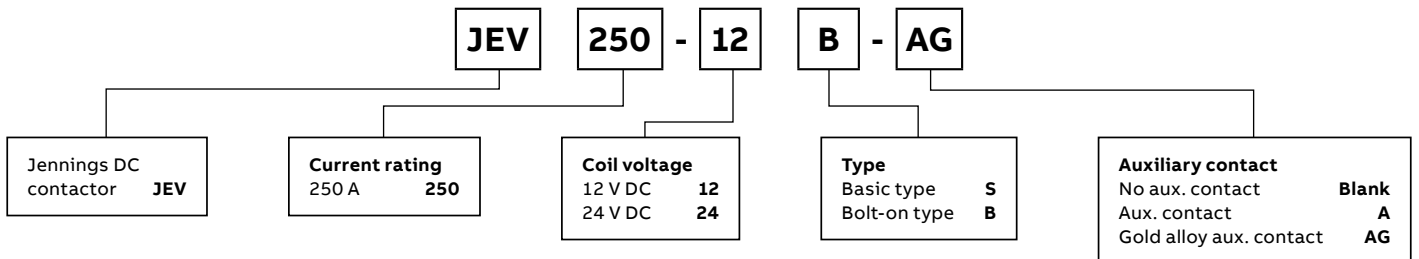 JEV 250 - 12 B - AG
Jennings DC
contactor JEV
Current rating
250 A 250
Coil voltage
12 V DC 12
24 V DC 24
Type
Basic type S
Bolt-on type B
Auxiliary contact
No aux. contact Blank
Aux. contact A
Gold alloy aux. contact AG